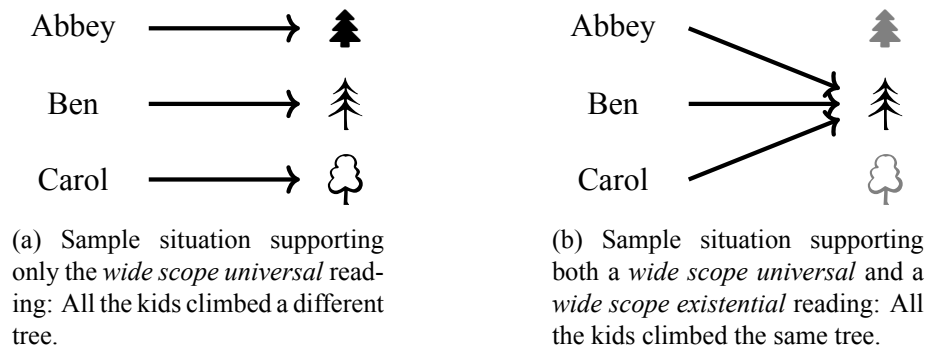 Abbey
Ben
Carol
(a) Sample situation supporting
only the wide scope universal read-
ing: All the kids climbed a different
tree.
Abbey
Ben
Carol
(b) Sample situation supporting
both a wide scope universal and a
wide scope existential reading: All
the kids climbed the same tree.